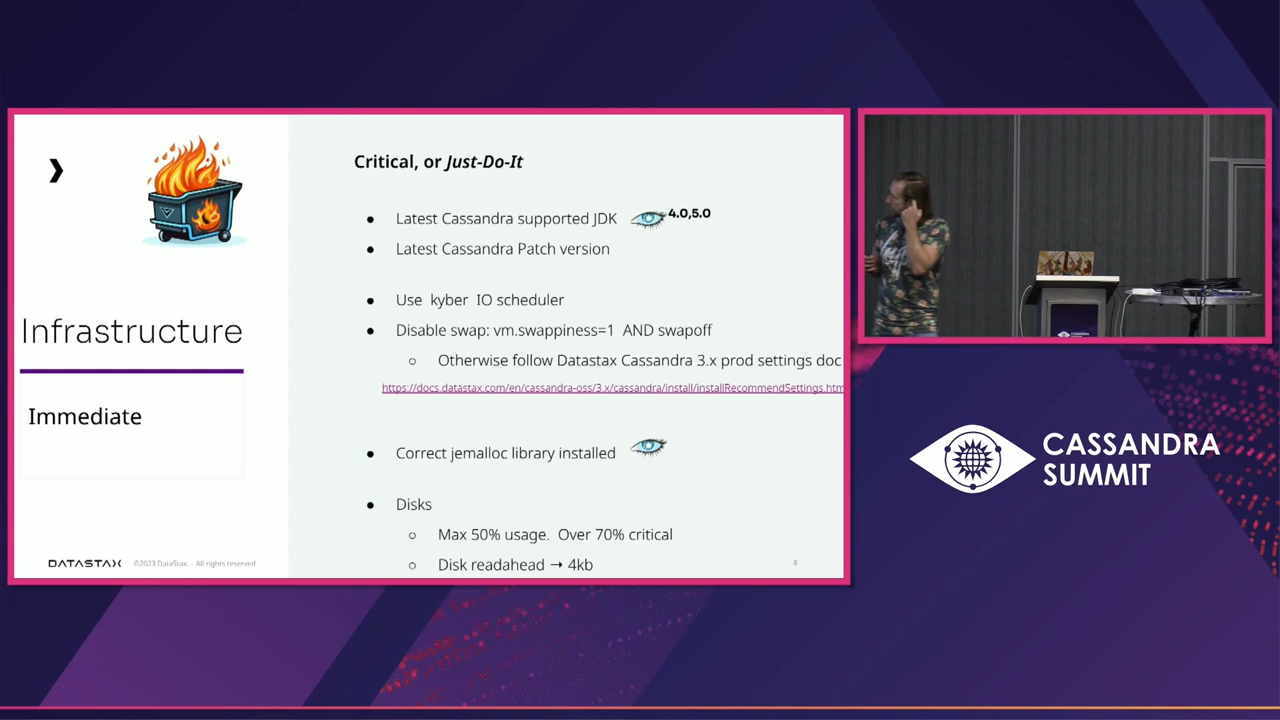 ❯
Critical, or Just-Do-It
● Latest Cassandra supported JDK 4.0,5.0
● Latest Cassandra Patch version
● Use kyber IO scheduler
● Disable swap: vm.swappiness=1 AND swapoff
○ Otherwise follow Datastax Cassandra 3.x prod settings doc
https://docs.datastax.com/en/cassandra-oss/3.x/cassandra/install/installRecommendSettings.htm
● Correct jemalloc library installed
● Disks
○ Max 50% usage. Over 70% critical
○ Disk readahead → 4kb
Infrastructure
Immediate
DATASTAX ©2023 DataStax. - All rights reserved
8
CASSANDRA
SUMMIT